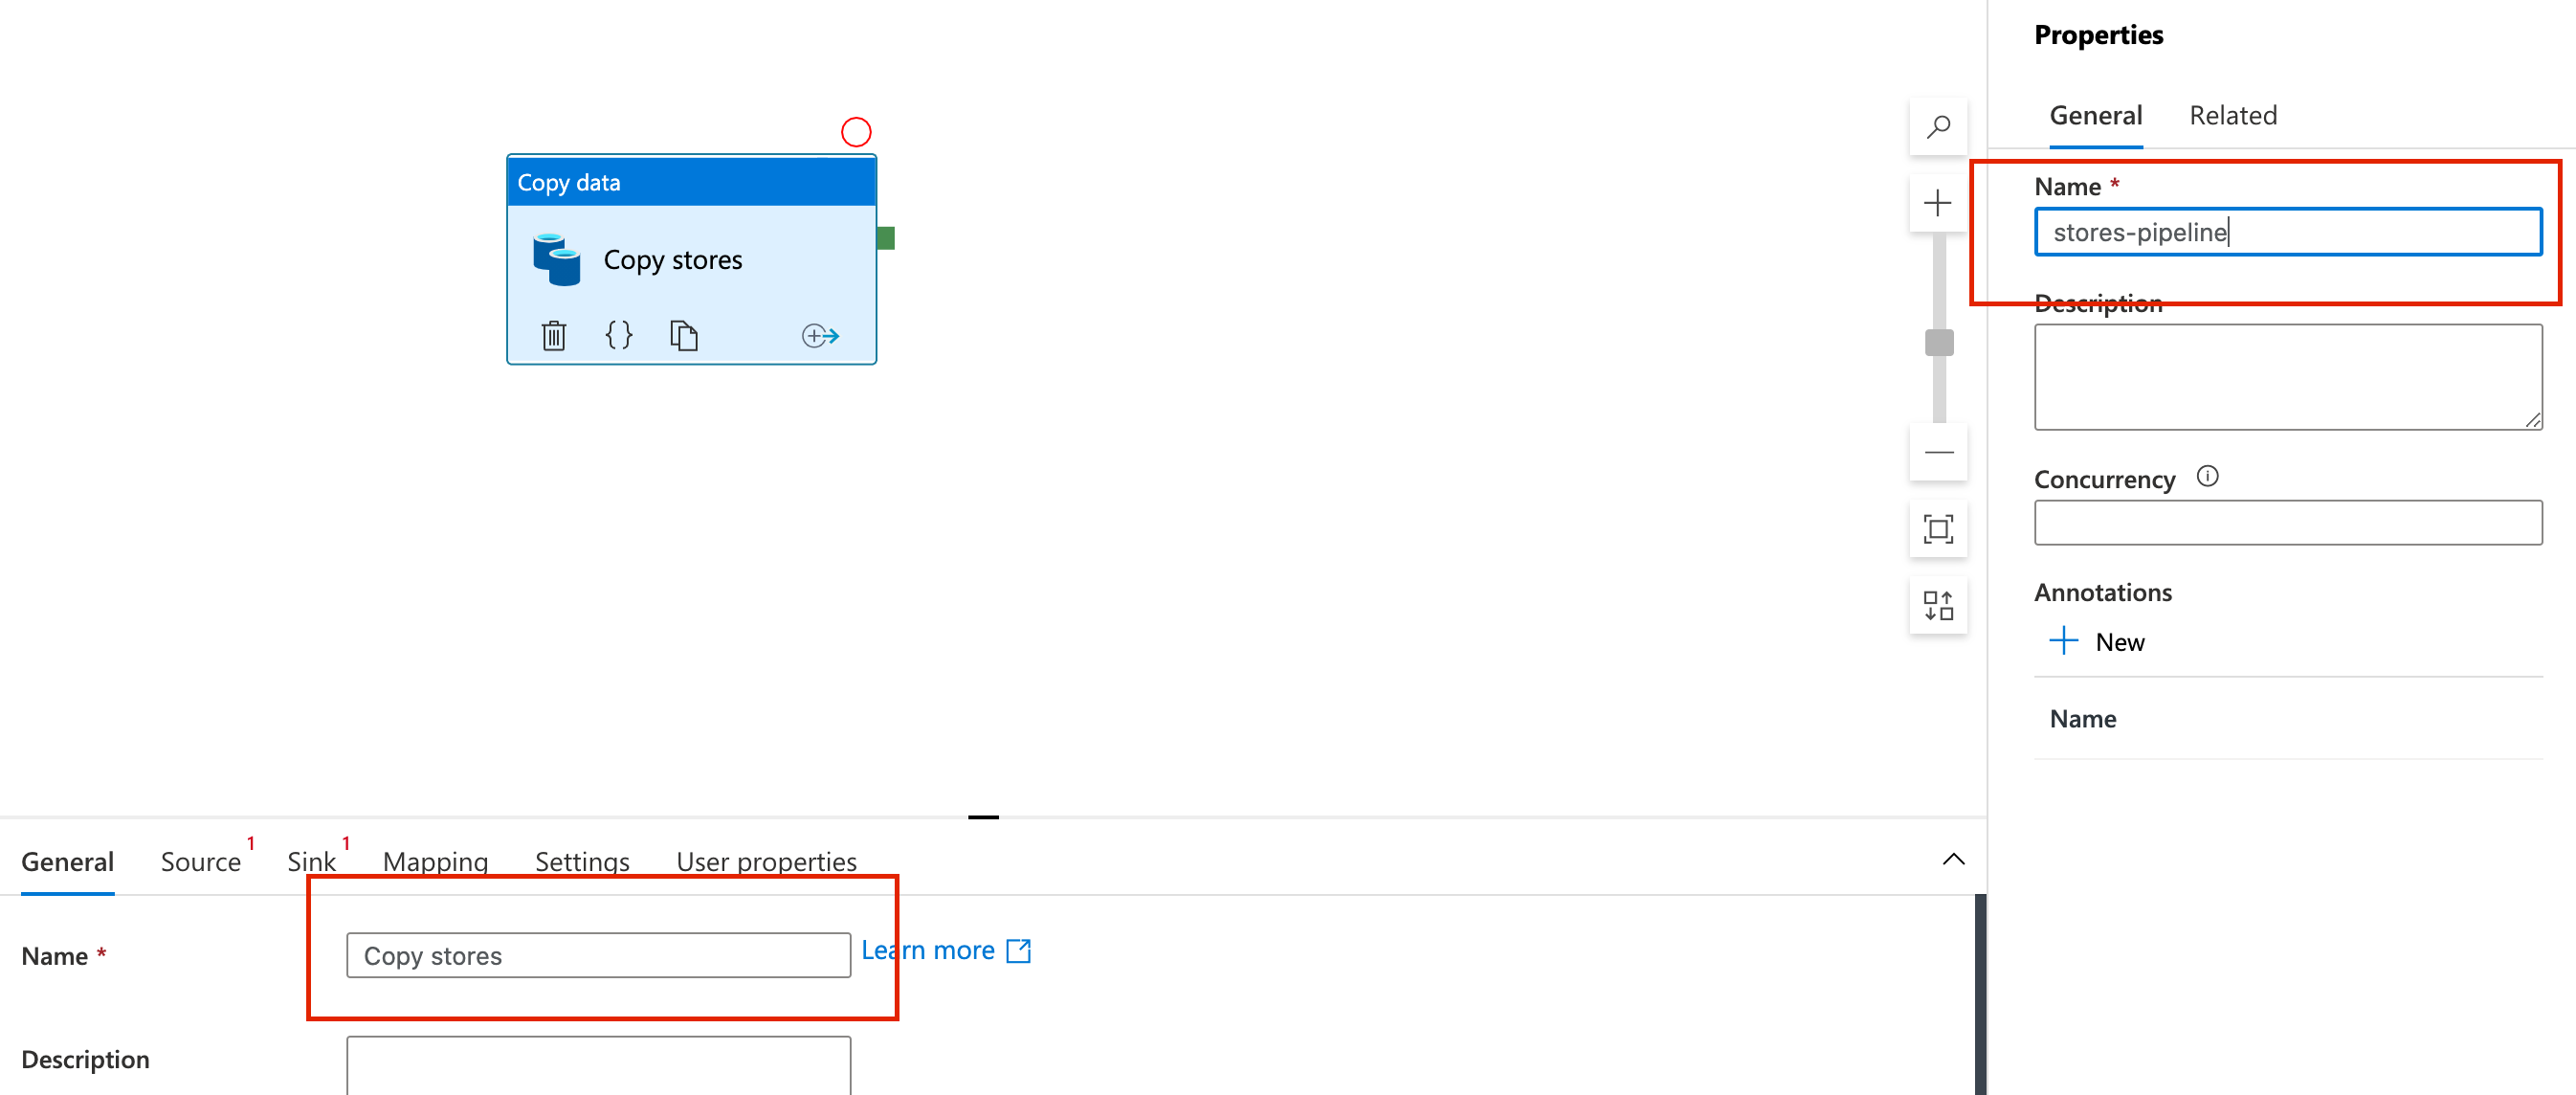 Copy data
Copy stores
{}
Properties
General Related
Name *
stores-pipeline
Description
Concurrency
Annotations
New
Name
General Source 1 Sink 1 Mapping Settings User properties
Name * Copy stores Learn more
Description